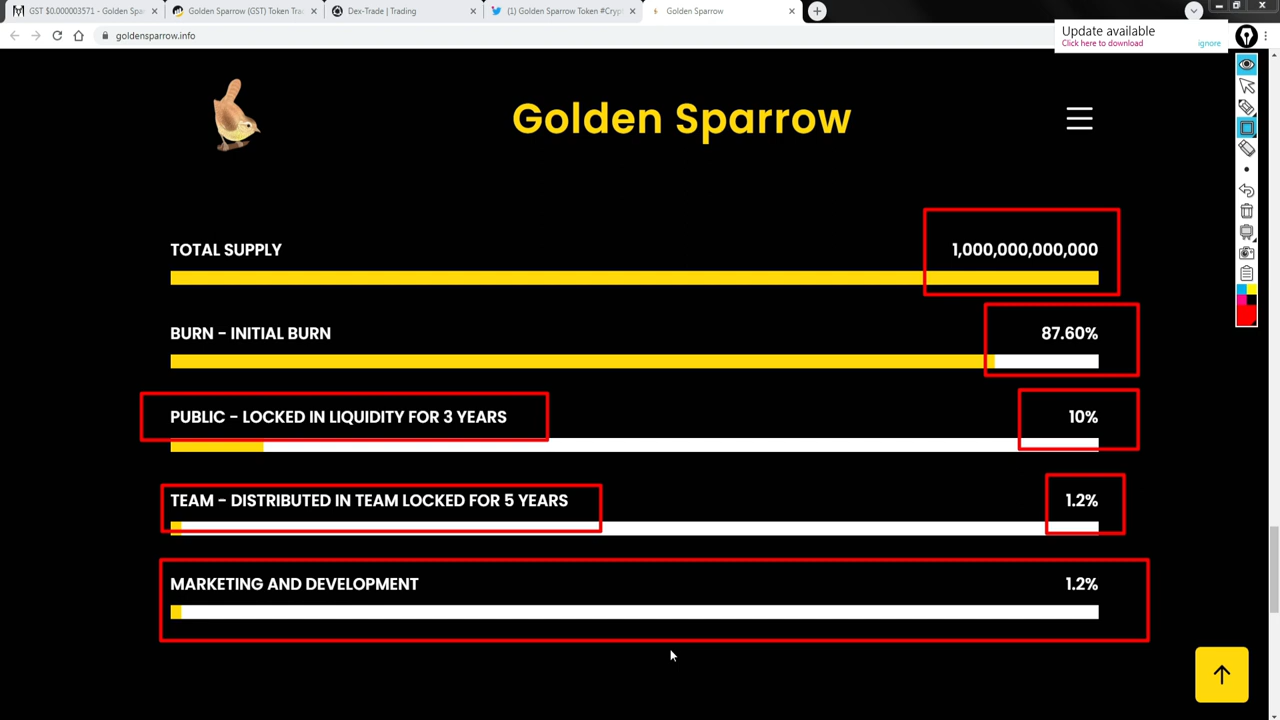 GST $0.000003571 - Golden Spa
Golden Sparrow (GST) Token Tra
Dex-Trade | Trading
(1) Golden Sparrow Token #Cryp
Golden Sparrow
goldensparrow.info
Update available
Click here to download
ignore
Golden Sparrow
TOTAL SUPPLY
1,000,000,000,000
BURN - INITIAL BURN
87.60%
PUBLIC - LOCKED IN LIQUIDITY FOR 3 YEARS
10%
TEAM - DISTRIBUTED IN TEAM LOCKED FOR 5 YEARS
1.2%
MARKETING AND DEVELOPMENT
1.2%